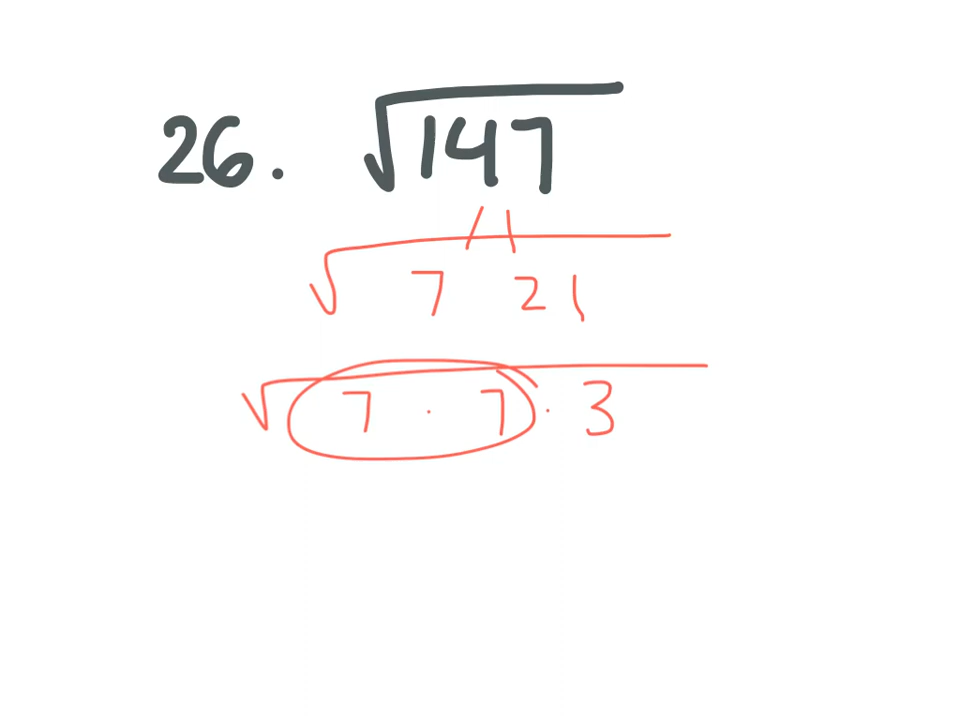 26. √147
√7 21
√7 · 7 · 3